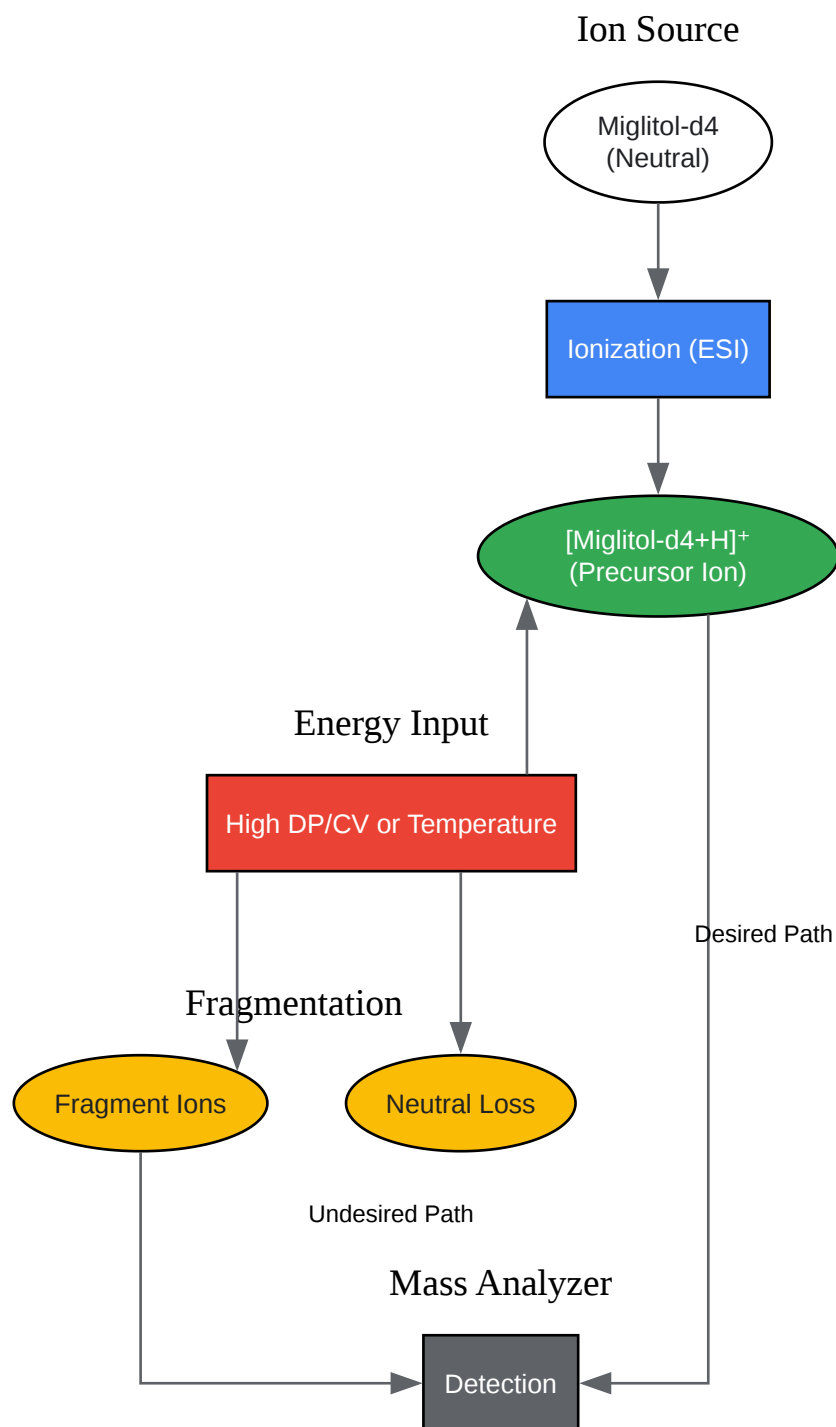 Ion Source
Miglitol-d4
(Neutral)
Ionization (ESI)
[Miglitol-d4+H]⁺
(Precursor Ion)
Energy Input
High DP/CV or Temperature
Desired Path
Fragmentation
Fragment Ions
Neutral Loss
Undesired Path
Mass Analyzer
Detection